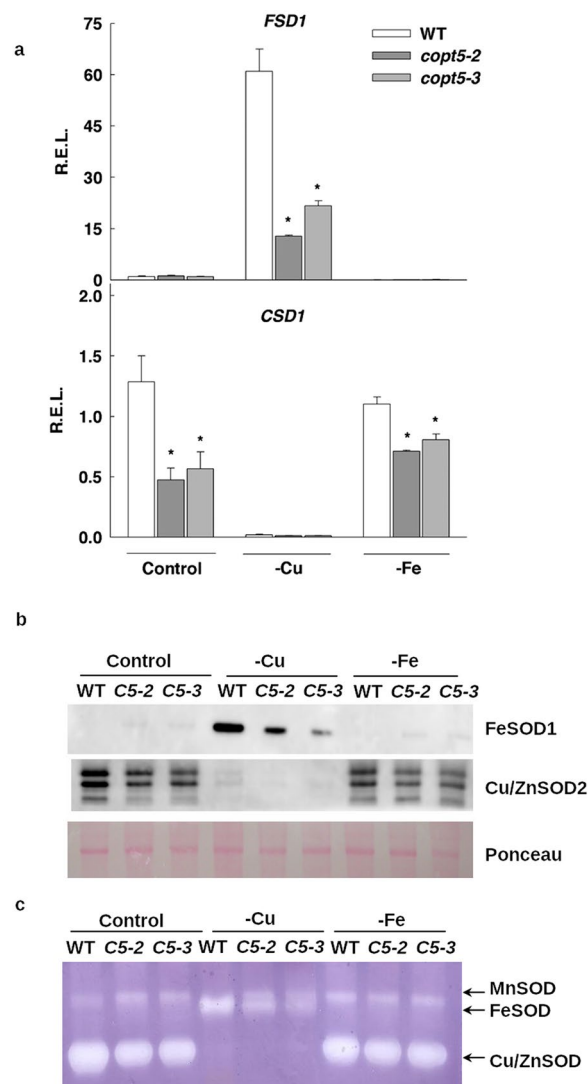 a
FSD1
WT
copt5-2
copt5-3
R.E.L.
75
60
45
30
15
0
*
*
CSD1
R.E.L.
2.0
1.5
1.0
0.5
0.0
*
*
*
*
Control -Cu -Fe
b
Control -Cu -Fe
WT C5-2 C5-3 WT C5-2 C5-3 WT C5-2 C5-3
FeSOD1
Cu/ZnSOD2
Ponceau
c
Control -Cu -Fe
WT C5-2 C5-3 WT C5-2 C5-3 WT C5-2 C5-3
MnSOD
FeSOD
Cu/ZnSOD